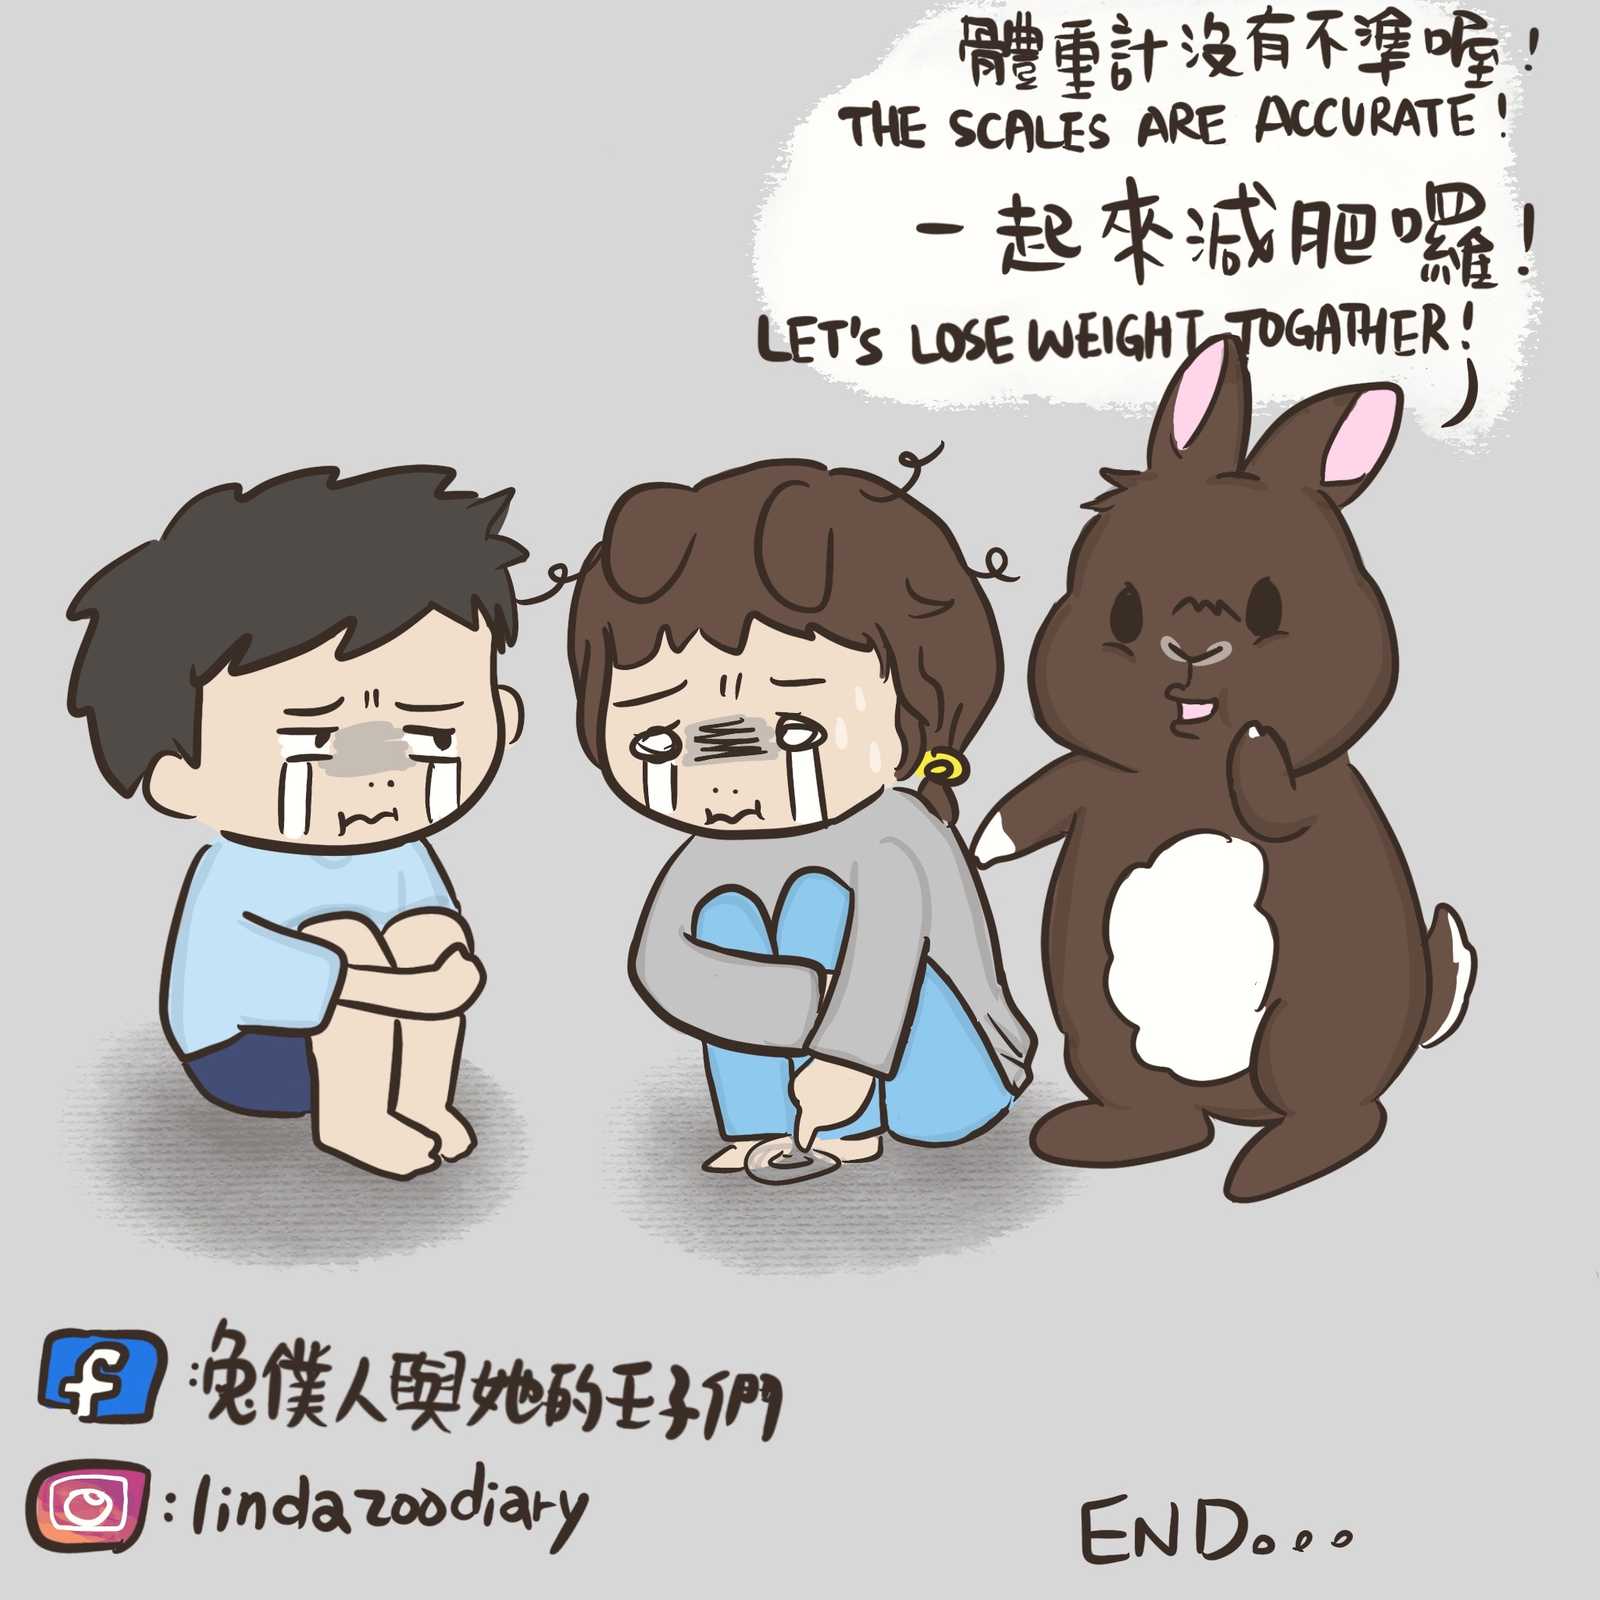 體重計沒有不準喔！
THE SCALES ARE ACCURATE!
一起來減肥囉！
LET'S LOSE WEIGHT TOGATHER!
f:兔僕人與她的王子們
:lindazoodiary
END...